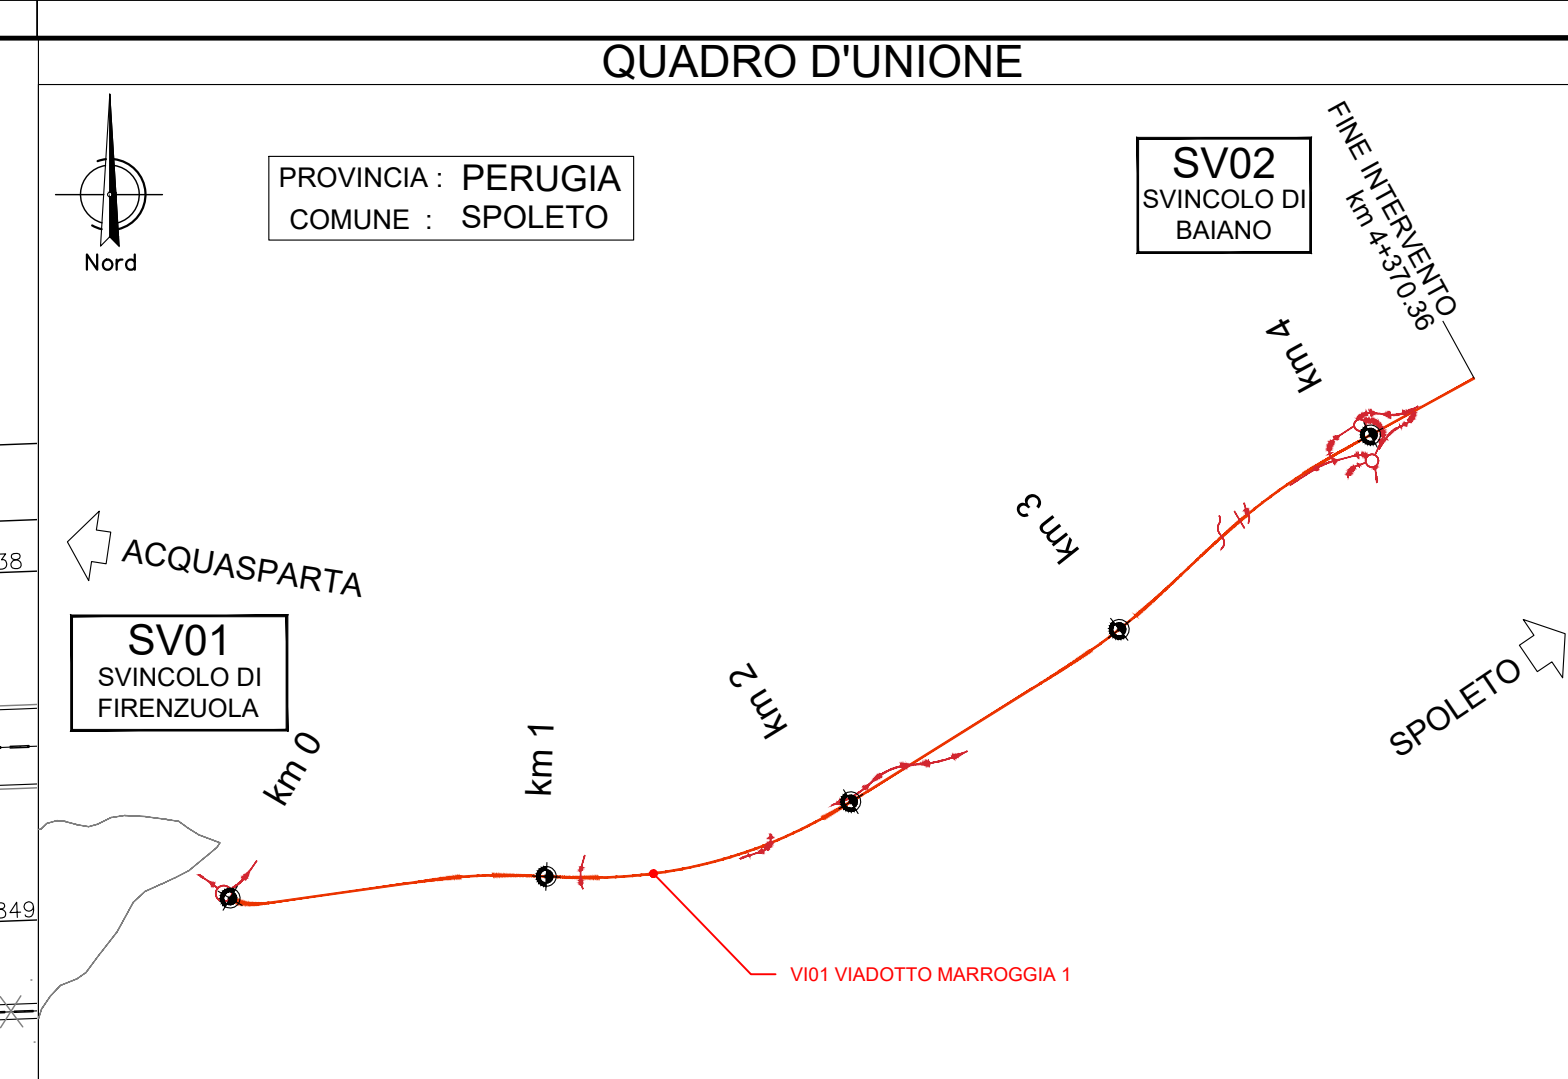 QUADRO D'UNIONE
Nord
PROVINCIA : PERUGIA
COMUNE : SPOLETO
SV02
SVINCOLO DI
BAIANO
FINE INTERVENTO
km 4+370.36
km 4
km 3
38
ACQUASPARTA
SV01
SVINCOLO DI
FIRENZUOLA
SPOLETO
km 2
km 1
km 0
849
VI01 VIADOTTO MARROGGIA 1